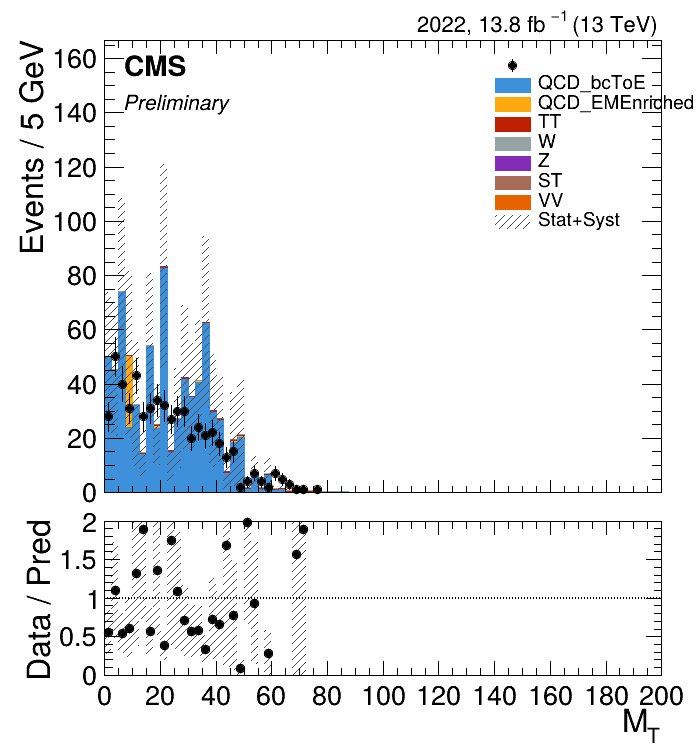 2022, 13.8 fb⁻¹ (13 TeV)
Events / 5 GeV
160
140
120
100
80
60
40
20
0
CMS
Preliminary
QCD_bcToE
QCD_EMEnriched
TT
W
Z
ST
VV
Stat+Syst
Data / Pred
2
1.5
1
0.5
0
0 20 40 60 80 100 120 140 160 180 200
M_T